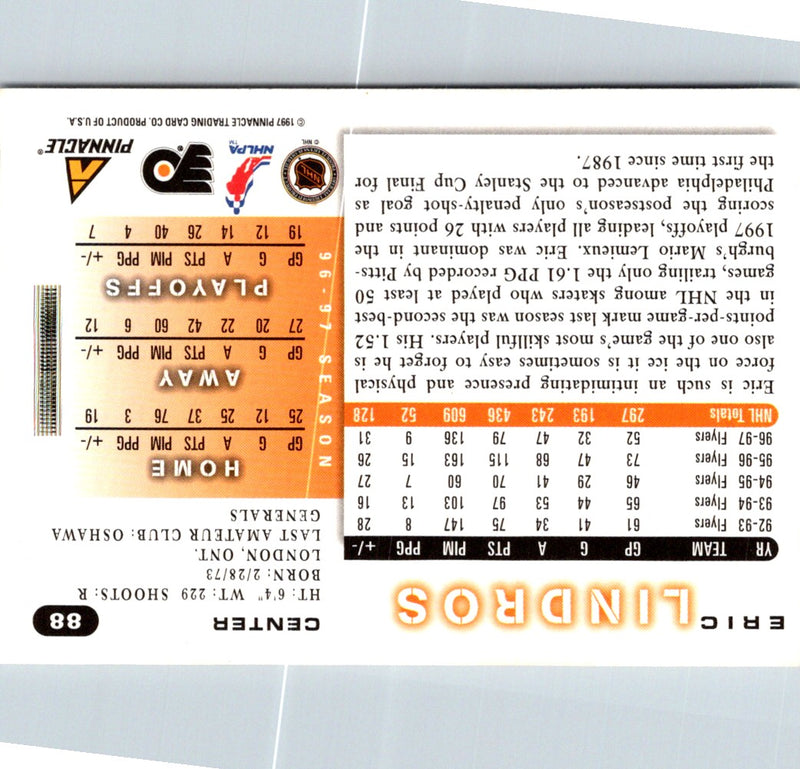 ERIC LINDROS
CENTER
88
HT: 6'4" WT: 229 SHOOTS: R
BORN: 2/28/73
LONDON, ONT.
LAST AMATEUR CLUB: OSHAWA
GENERALS
YR TEAM GP G A PTS PIM PPG +/-
92-93 Flyers 61 41 34 75 147 8 28
93-94 Flyers 65 44 53 97 103 13 16
94-95 Flyers 46 29 41 70 60 7 27
95-96 Flyers 73 47 68 115 163 15 26
96-97 Flyers 52 32 47 79 136 9 31
NHL Totals 297 193 243 436 609 52 128
Eric is such an intimidating presence and physical
force on the ice it is sometimes easy to forget he is
also one of the game's most skillful players. His 1.52
points-per-game mark last season was the second-best
in the NHL among skaters who played at least 50
games, trailing only the 1.61 PPG recorded by Pitts-
burgh's Mario Lemieux. Eric was dominant in the
1997 playoffs, leading all players with 26 points and
scoring the postseason's only penalty-shot goal as
Philadelphia advanced to the Stanley Cup Final for
the first time since 1987.
96-97 SEASON
HOME
GP G A PTS PIM PPG +/-
25 12 25 37 76 3 19
AWAY
GP G A PTS PIM PPG +/-
27 20 22 42 60 6 12
PLAYOFFS
GP G A PTS PIM PPG +/-
19 12 14 26 40 4 7
NHL
© NHL
NHLPA™
PINNACLE®
© 1997 PINNACLE TRADING CARD CO. PRODUCT OF U.S.A.